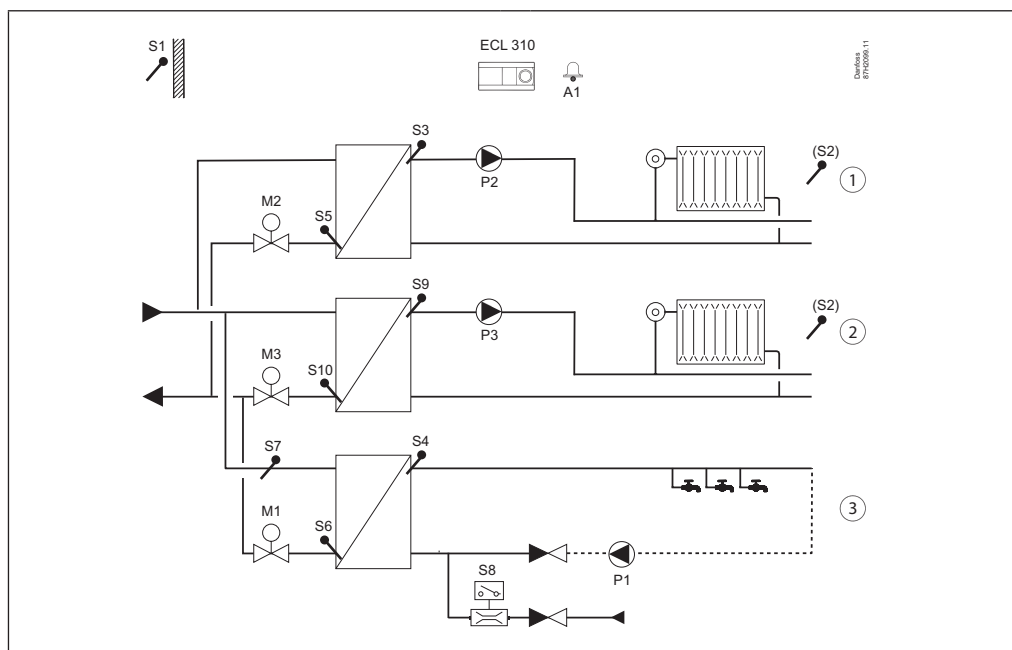 S1
ECL 310
A1
Danfoss
87H2099.11
S3
P2
(S2)
1
M2
S5
S9
P3
(S2)
2
M3
S10
S7
S4
3
M1
S6
S8
P1